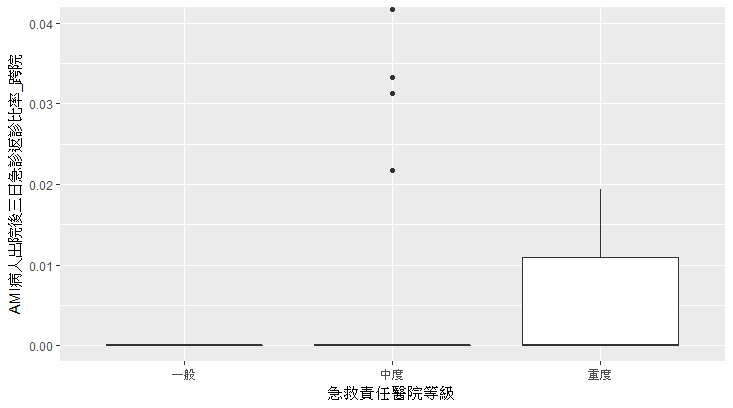 AMI病人出院後三日急診返診比率_跨院
0.04
0.03
0.02
0.01
0.00
一般
中度
重度
急救責任醫院等級